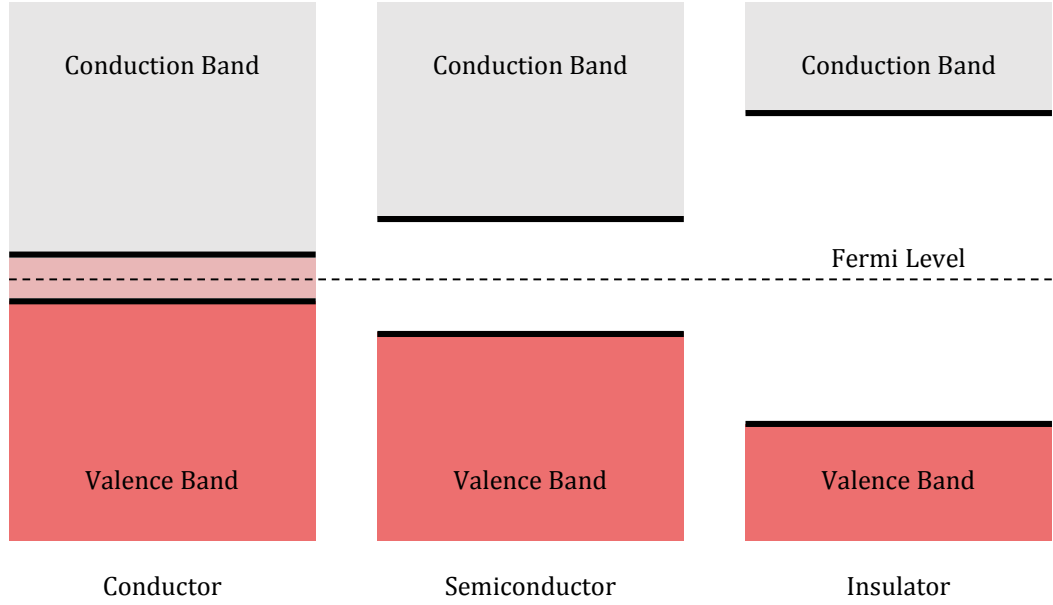 Conduction Band
Conduction Band
Conduction Band
Fermi Level
Valence Band
Valence Band
Valence Band
Conductor
Semiconductor
Insulator